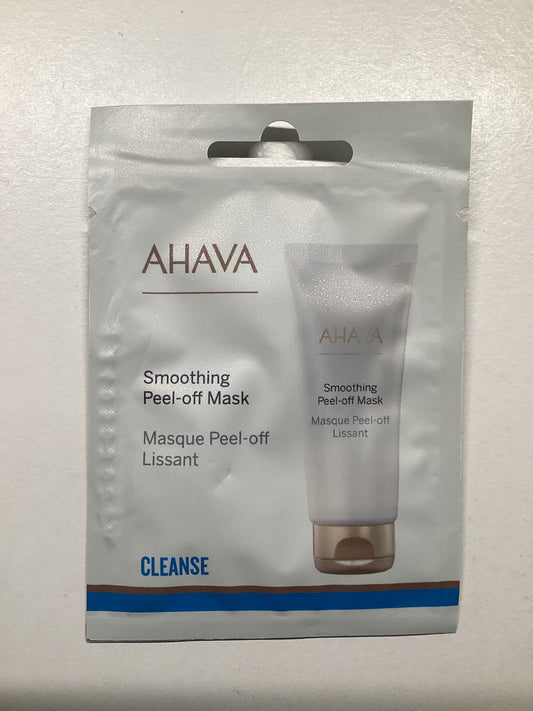 AHAVA
Smoothing
Peel-off Mask
Masque Peel-off
Lissant
CLEANSE
AHAVA
Smoothing
Peel-off Mask
Masque Peel-off
Lissant